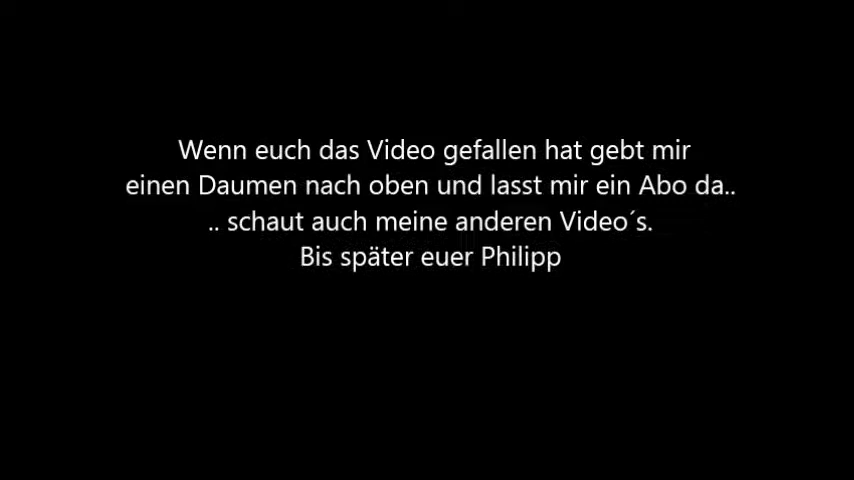 Wenn euch das Video gefallen hat gebt mir
einen Daumen nach oben und lasst mir ein Abo da..
.. schaut auch meine anderen Video´s.
Bis später euer Philipp